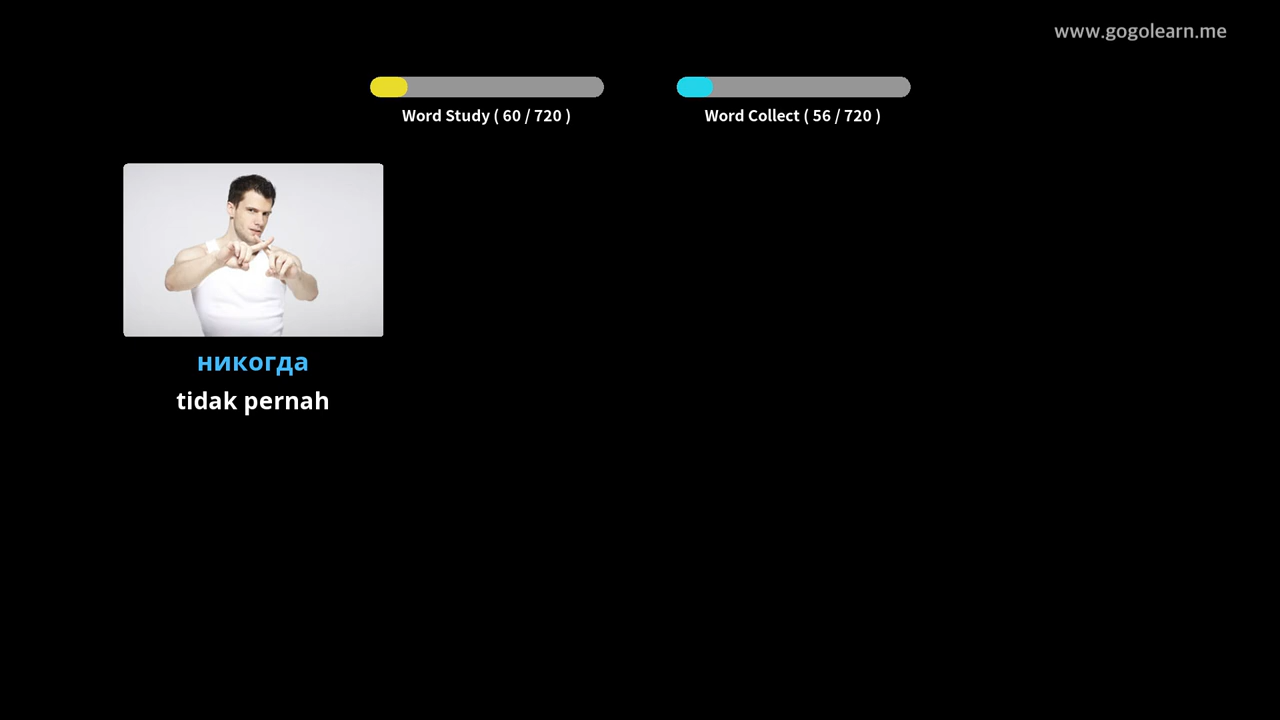 www.gogolearn.me
Word Study ( 60 / 720 )
Word Collect ( 56 / 720 )
никогда
tidak pernah